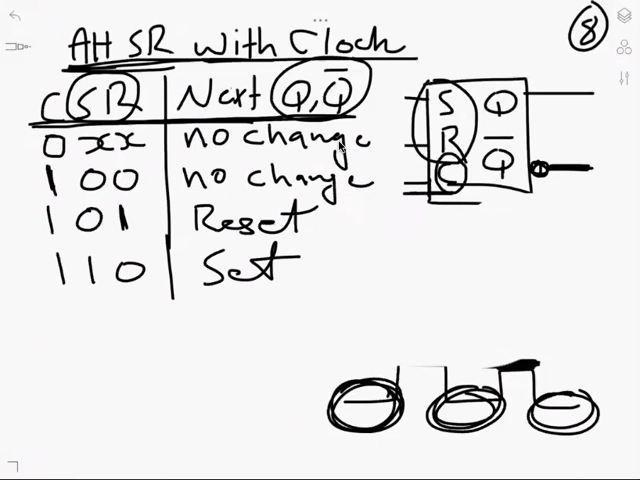 8
AH SR with Clock
C SR Next Q, Q̅
0 x x no change
1 0 0 no change
1 0 1 Reset
1 1 0 Set
S Q
R
C Q̅